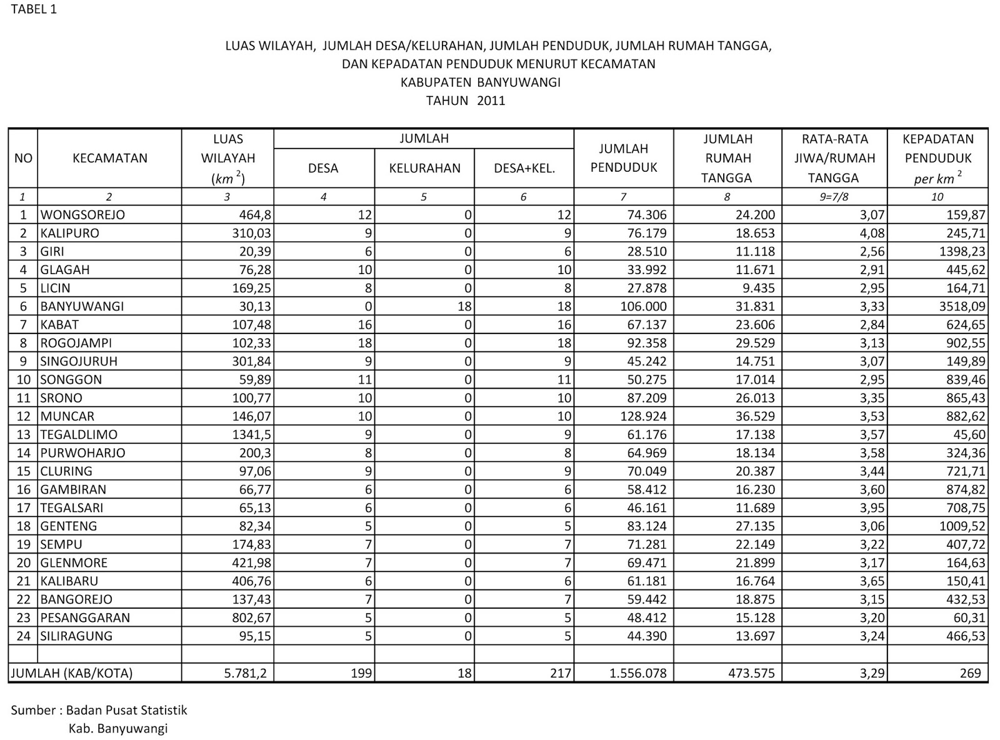 TABEL 1
LUAS WILAYAH, JUMLAH DESA/KELURAHAN, JUMLAH PENDUDUK, JUMLAH RUMAH TANGGA,
DAN KEPADATAN PENDUDUK MENURUT KECAMATAN
KABUPATEN BANYUWANGI
TAHUN 2011
NO KECAMATAN LUAS WILAYAH (km²) JUMLAH DESA KELURAHAN DESA+KEL. JUMLAH PENDUDUK JUMLAH RUMAH TANGGA RATA-RATA JIWA/RUMAH TANGGA KEPADATAN PENDUDUK per km²
1 2 3 4 5 6 7 8 9=7/8 10
1 WONGSOREJO 464,8 12 0 12 74.306 24.200 3,07 159,87
2 KALIPURO 310,03 9 0 9 76.179 18.653 4,08 245,71
3 GIRI 20,39 6 0 6 28.510 11.118 2,56 1398,23
4 GLAGAH 76,28 10 0 10 33.992 11.671 2,91 445,62
5 LICIN 169,25 8 0 8 27.878 9.435 2,95 164,71
6 BANYUWANGI 30,13 0 18 18 106.000 31.831 3,33 3518,09
7 KABAT 107,48 16 0 16 67.137 23.606 2,84 624,65
8 ROGOJAMPI 102,33 18 0 18 92.358 29.529 3,13 902,55
9 SINGOJURUH 301,84 9 0 9 45.242 14.751 3,07 149,89
10 SONGGON 59,89 11 0 11 50.275 17.014 2,95 839,46
11 SRONO 100,77 10 0 10 87.209 26.013 3,35 865,43
12 MUNCAR 146,07 10 0 10 128.924 36.529 3,53 882,62
13 TEGALDLIMO 1341,5 9 0 9 61.176 17.138 3,57 45,60
14 PURWOHARJO 200,3 8 0 8 64.969 18.134 3,58 324,36
15 CLURING 97,06 9 0 9 70.049 20.387 3,44 721,71
16 GAMBIRAN 66,77 6 0 6 58.412 16.230 3,60 874,82
17 TEGALSARI 65,13 6 0 6 46.161 11.689 3,95 708,75
18 GENTENG 82,34 5 0 5 83.124 27.135 3,06 1009,52
19 SEMPU 174,83 7 0 7 71.281 22.149 3,22 407,72
20 GLENMORE 421,98 7 0 7 69.471 21.899 3,17 164,63
21 KALIBARU 406,76 6 0 6 61.181 16.764 3,65 150,41
22 BANGOREJO 137,43 7 0 7 59.442 18.875 3,15 432,53
23 PESANGGARAN 802,67 5 0 5 48.412 15.128 3,20 60,31
24 SILIRAGUNG 95,15 5 0 5 44.390 13.697 3,24 466,53
JUMLAH (KAB/KOTA) 5.781,2 199 18 217 1.556.078 473.575 3,29 269
Sumber : Badan Pusat Statistik
Kab. Banyuwangi